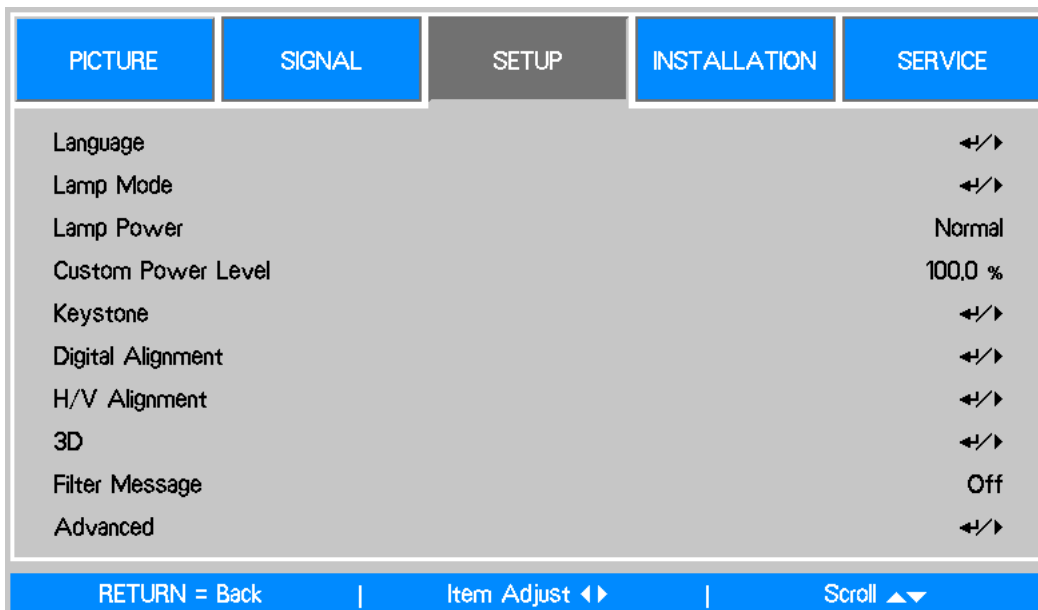 PICTURE SIGNAL SETUP INSTALLATION SERVICE
Language ↵/▶
Lamp Mode ↵/▶
Lamp Power Normal
Custom Power Level 100.0 %
Keystone ↵/▶
Digital Alignment ↵/▶
H/V Alignment ↵/▶
3D ↵/▶
Filter Message Off
Advanced ↵/▶
RETURN = Back | Item Adjust ◀▶ | Scroll ▲▼